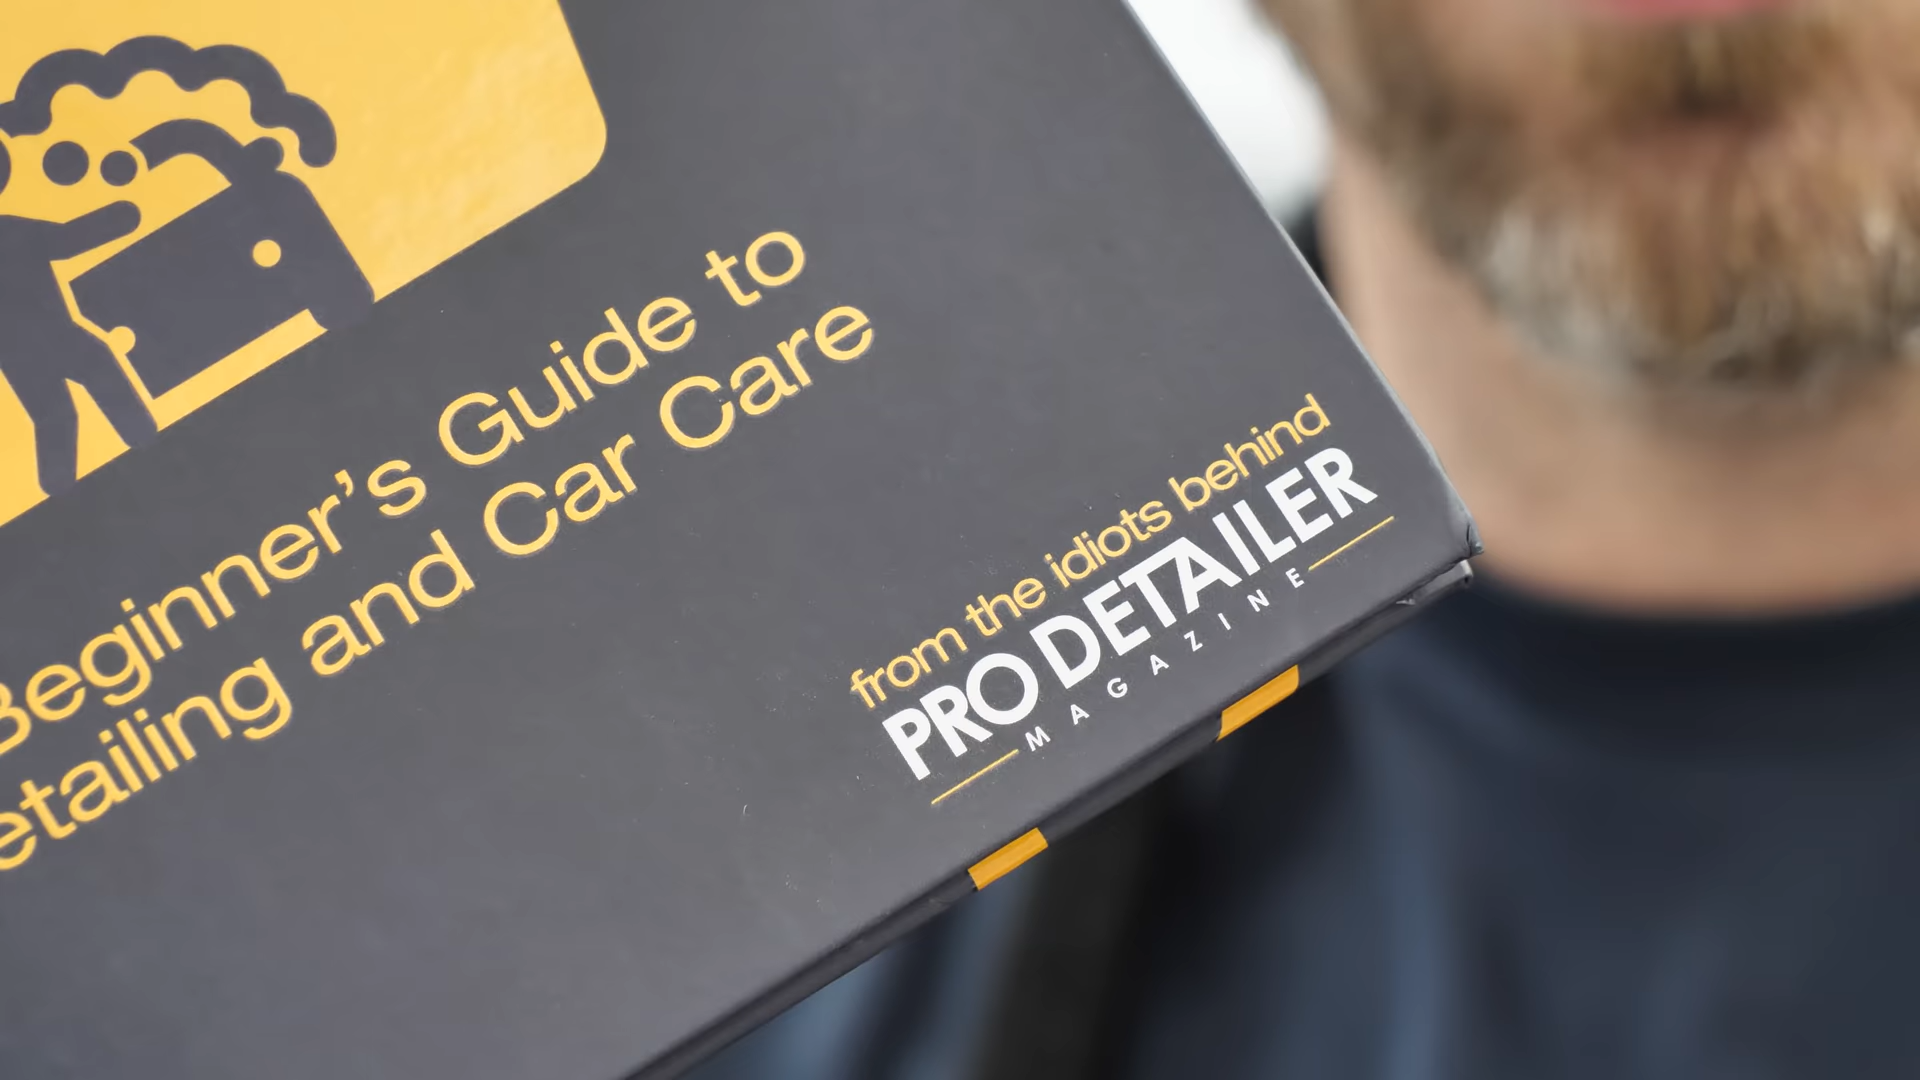 Beginner's Guide to
etailing and Car Care
from the idiots behind
PRO DETAILER
MAGAZINE